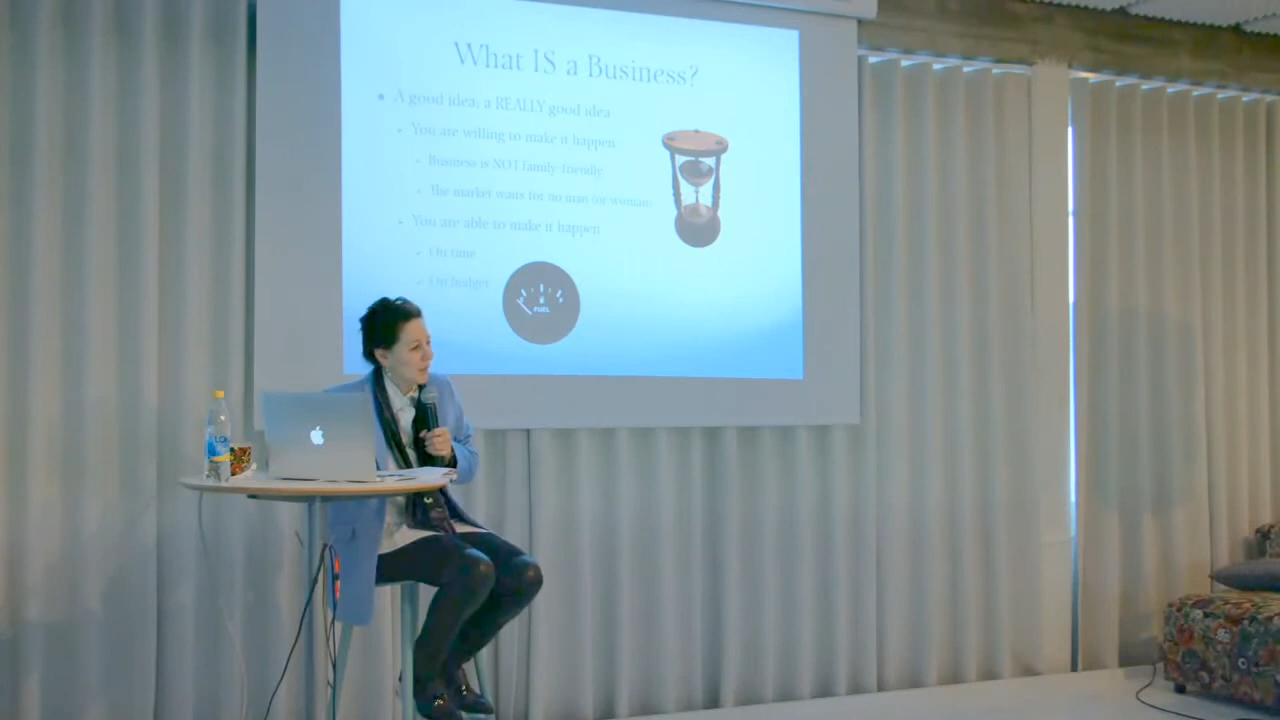 What IS a Business?
A good idea, a REALLY good idea
You are willing to make it happen
Business is NOT family-friendly
The market waits for no man (or woman)
You are able to make it happen
On time
On budget
FUEL